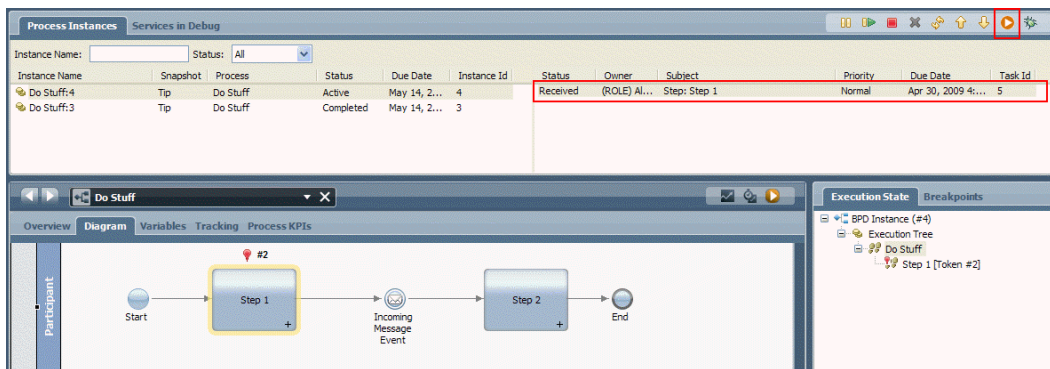 Process Instances Services in Debug
Instance Name: Status: All
Instance Name Snapshot Process Status Due Date Instance Id Status Owner Subject Priority Due Date Task Id
Do Stuff:4 Tip Do Stuff Active May 14, 2... 4 Received (ROLE) Al... Step: Step 1 Normal Apr 30, 2009 4:... 5
Do Stuff:3 Tip Do Stuff Completed May 14, 2... 3
Do Stuff
Execution State Breakpoints
Overview Diagram Variables Tracking Process KPIs
BPD Instance (#4)
Execution Tree
Do Stuff
Step 1 [Token #2]
#2
Participant
Start
Step 1
Incoming
Message
Event
Step 2
End